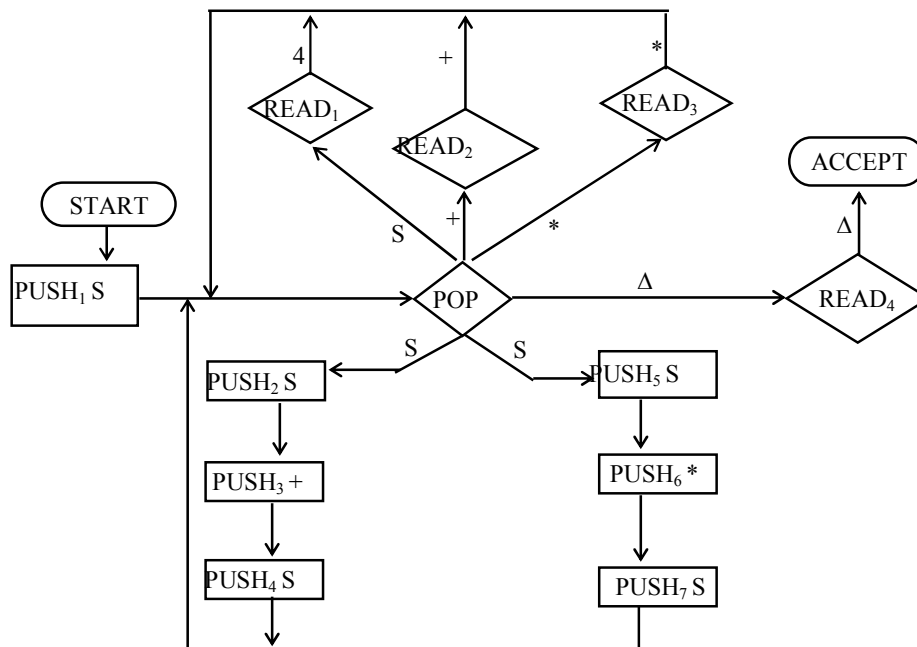 4
+
*
READ₁
READ₂
READ₃
START
ACCEPT
S
+
*
Δ
PUSH₁ S
POP
Δ
READ₄
S
S
PUSH₂ S
PUSH₅ S
PUSH₃ +
PUSH₆ *
PUSH₄ S
PUSH₇ S